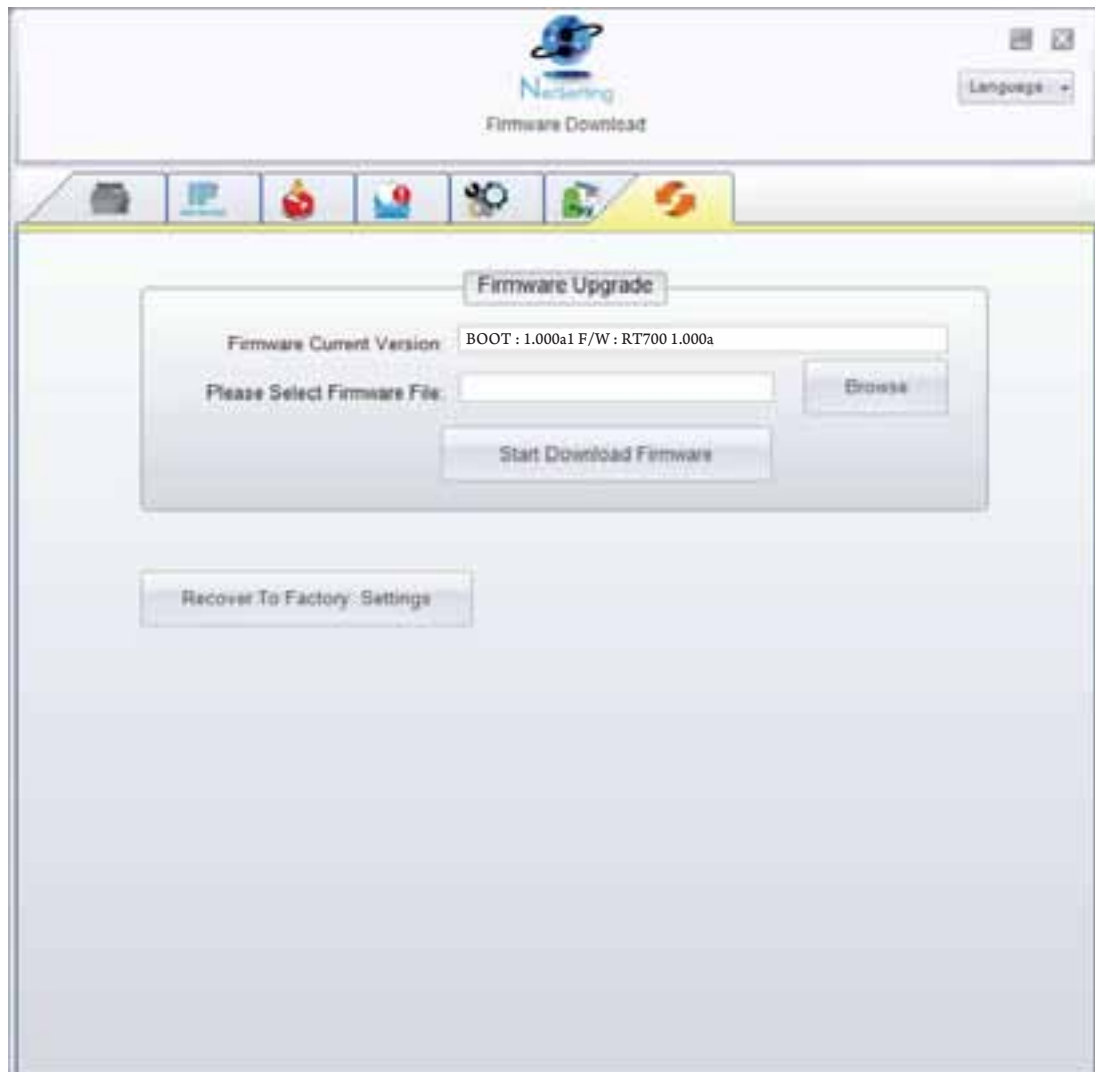 NetSetting
Firmware Download
Language
IP
Firmware Upgrade
Firmware Current Version
BOOT : 1.000a1 F/W : RT700 1.000a
Please Select Firmware File:
Browse
Start Download Firmware
Recover To Factory Settings